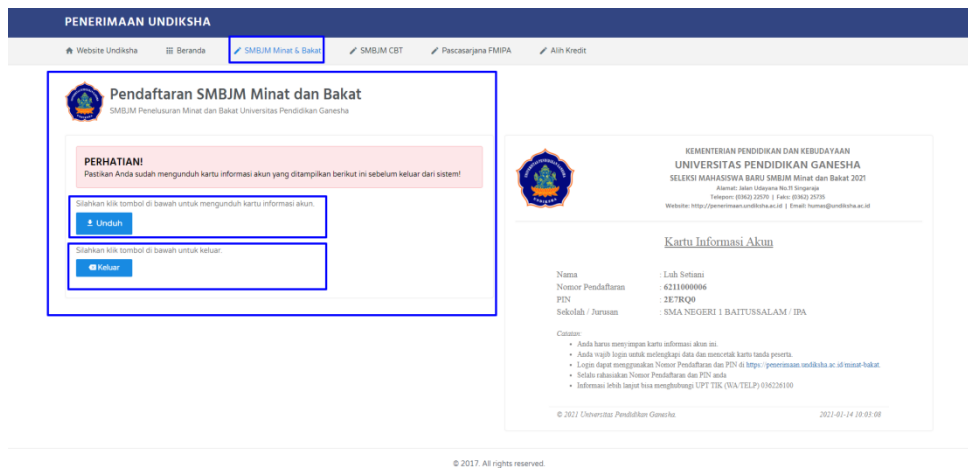 PENERIMAAN UNDIKSHA
Website Undiksha Beranda SMBJM Minat & Bakat SMBJM CBT Pascasarjana FMIPA Alih Kredit
Pendaftaran SMBJM Minat dan Bakat
SMBJM Penelusuran Minat dan Bakat Universitas Pendidikan Ganesha
PERHATIAN!
Pastikan Anda sudah mengunduh kartu informasi akun yang ditampilkan berikut ini sebelum keluar dari sistem!
Silahkan klik tombol di bawah untuk mengunduh kartu informasi akun.
Unduh
Silahkan klik tombol di bawah untuk keluar.
Keluar
KEMENTERIAN PENDIDIKAN DAN KEBUDAYAAN
UNIVERSITAS PENDIDIKAN GANESHA
SELEKSI MAHASISWA BARU SMBJM Minat dan Bakat 2021
Alamat: Jalan Udayana No.11 Singaraja
Telepon: (0362) 22570 | Faks: (0362) 25735
Website: http://penerimaan.undiksha.ac.id | Email: humas@undiksha.ac.id
Kartu Informasi Akun
Nama : Luh Setiani
Nomor Pendaftaran : 6211000006
PIN : 2E7RQ0
Sekolah / Jurusan : SMA NEGERI 1 BAITUSSALAM / IPA
Catatan:
• Anda harus menyimpan kartu informasi akun ini.
• Anda wajib login untuk melengkapi data dan mencetak kartu tanda peserta.
• Login dapat menggunakan Nomor Pendaftaran dan PIN di https://penerimaan.undiksha.ac.id/minat-bakat
• Selalu rahasiakan Nomor Pendaftaran dan PIN anda
• Informasi lebih lanjut bisa menghubungi UPT TIK (WA/TELP) 036226100
© 2021 Universitas Pendidikan Ganesha. 2021-01-14 10:03:08
© 2017. All rights reserved.